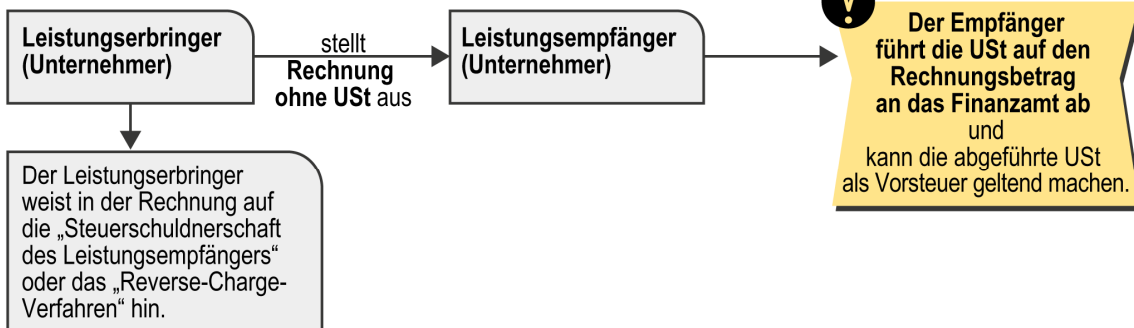 Leistungserbringer
(Unternehmer)
stellt
Rechnung
ohne USt aus
Leistungsempfänger
(Unternehmer)
Der Empfänger
führt die USt auf den
Rechnungsbetrag
an das Finanzamt ab
und
kann die abgeführte USt
als Vorsteuer geltend machen.
Der Leistungserbringer
weist in der Rechnung auf
die „Steuerschuldnerschaft
des Leistungsempfängers“
oder das „Reverse-Charge-
Verfahren“ hin.